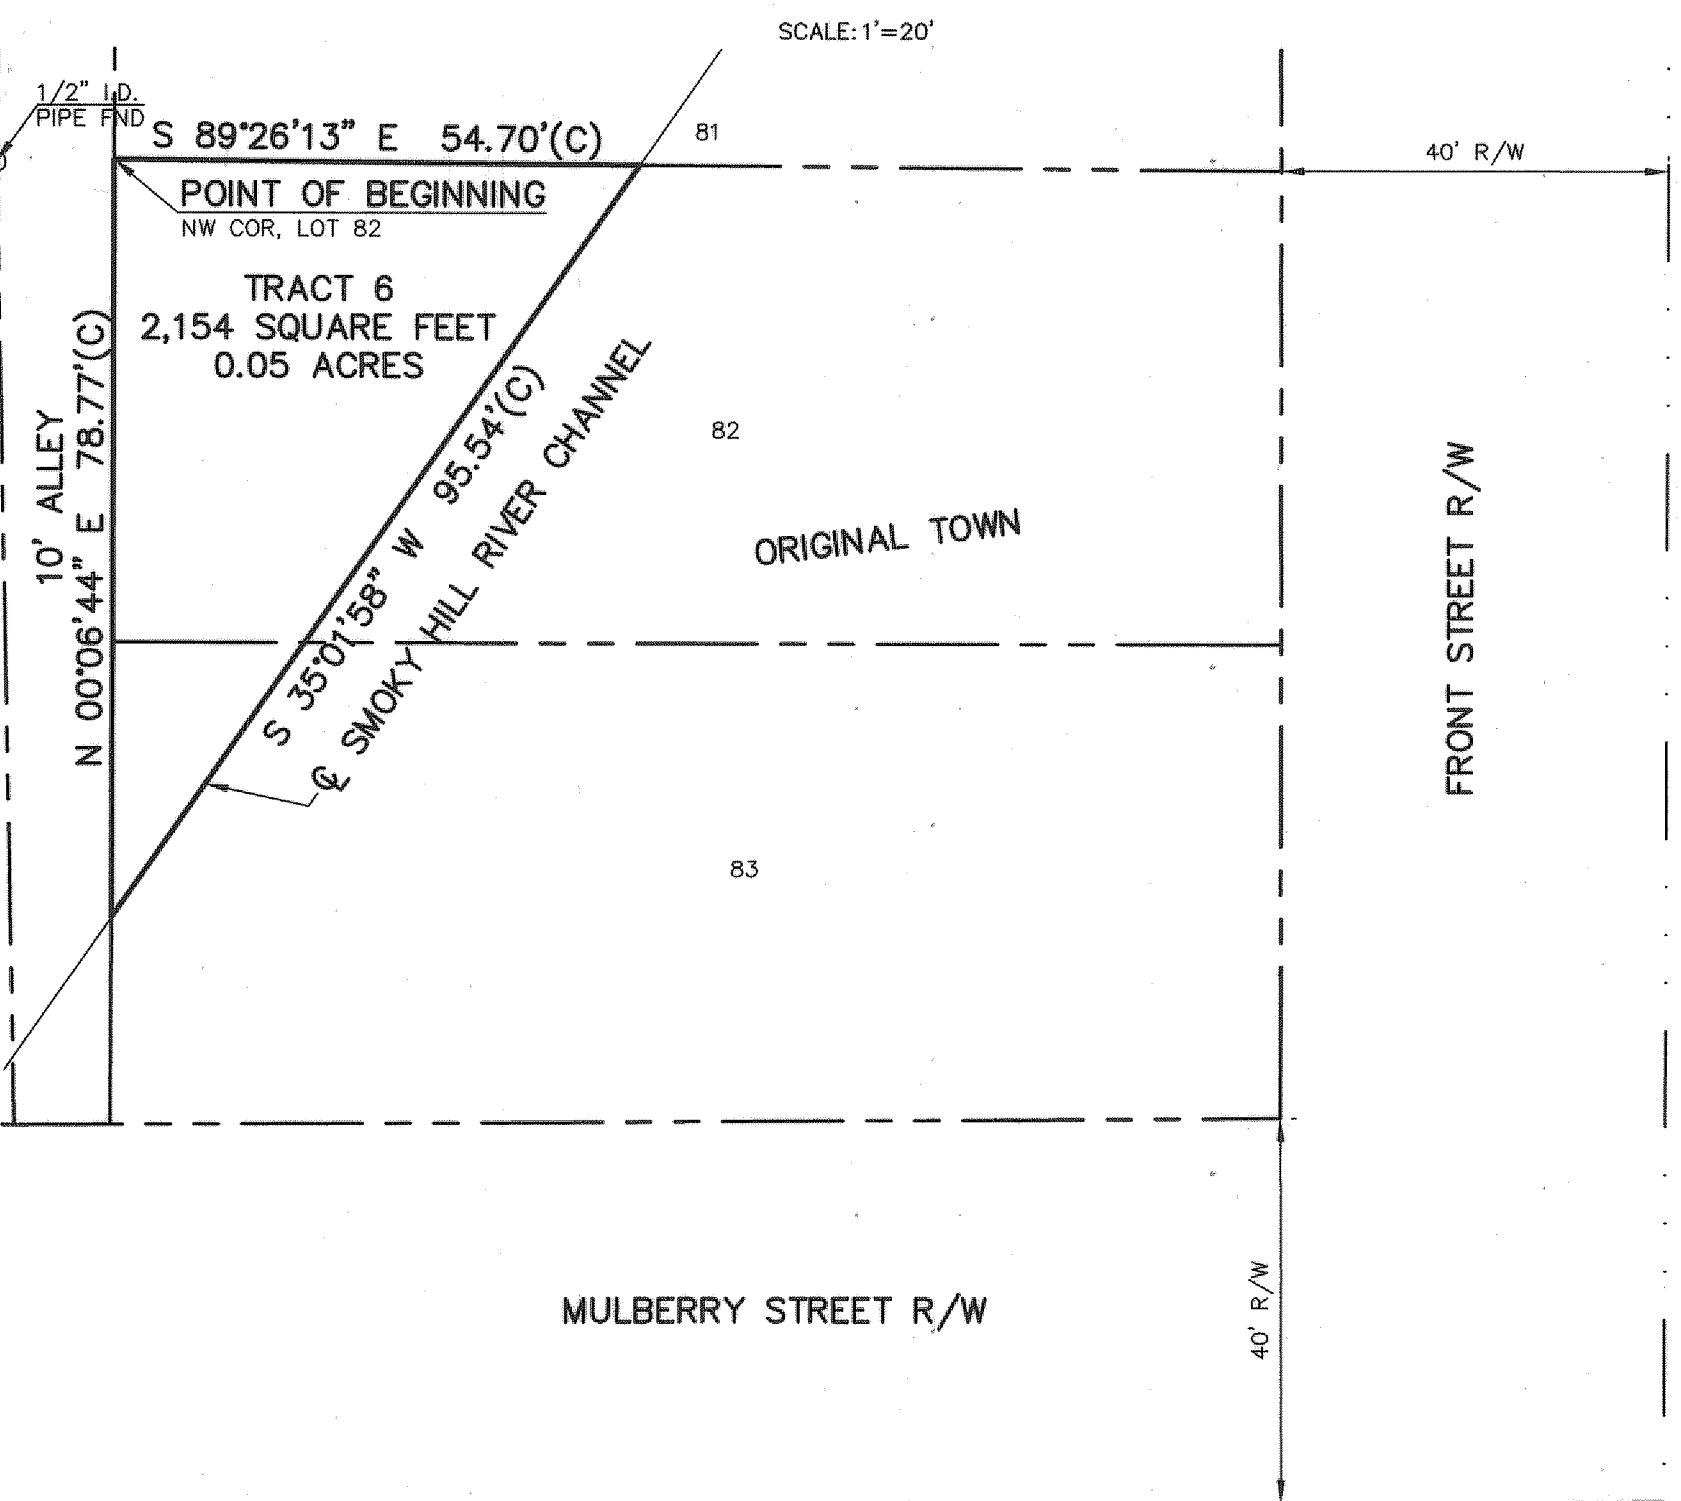 SCALE:1'=20'
1/2" I.D.
PIPE FND
S 89°26'13" E 54.70'(C)
81
40' R/W
POINT OF BEGINNING
NW COR, LOT 82
TRACT 6
2,154 SQUARE FEET
0.05 ACRES
10' ALLEY
N 00°06'44" E 78.77'(C)
S 35°01'58" W 95.54'(C)
℄ SMOKY HILL RIVER CHANNEL
82
ORIGINAL TOWN
FRONT STREET R/W
83
MULBERRY STREET R/W
40' R/W